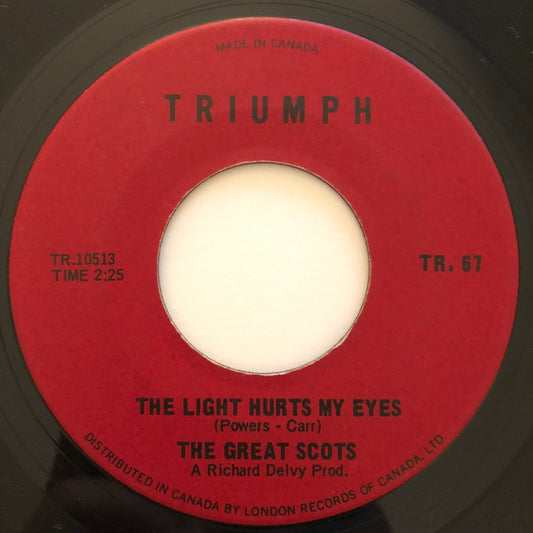 MADE IN CANADA
TRIUMPH
TR.10513
TIME 2:25
TR. 67
THE LIGHT HURTS MY EYES
(Powers - Carr)
THE GREAT SCOTS
A Richard Delvy Prod.
DISTRIBUTED IN CANADA BY LONDON RECORDS OF CANADA, LTD.